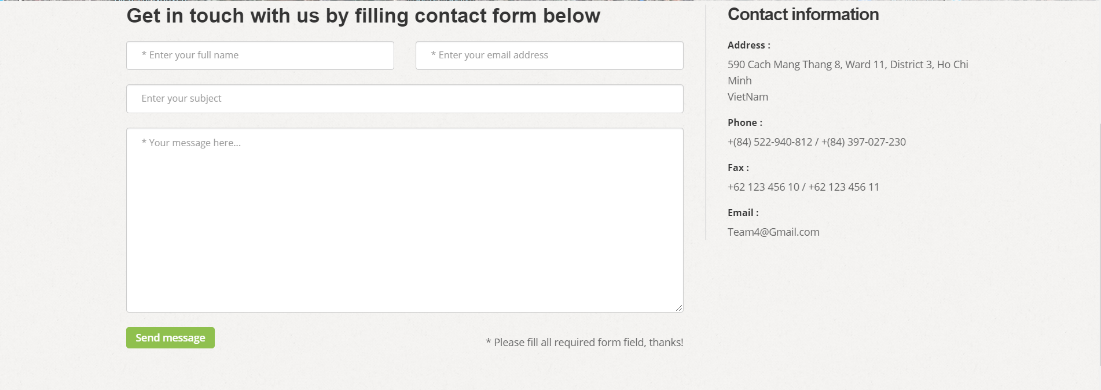 Get in touch with us by filling contact form below
* Enter your full name
* Enter your email address
Enter your subject
* Your message here...
Send message
* Please fill all required form field, thanks!
Contact information
Address :
590 Cach Mang Thang 8, Ward 11, District 3, Ho Chi
Minh
VietNam
Phone :
+(84) 522-940-812 / +(84) 397-027-230
Fax :
+62 123 456 10 / +62 123 456 11
Email :
Team4@Gmail.com